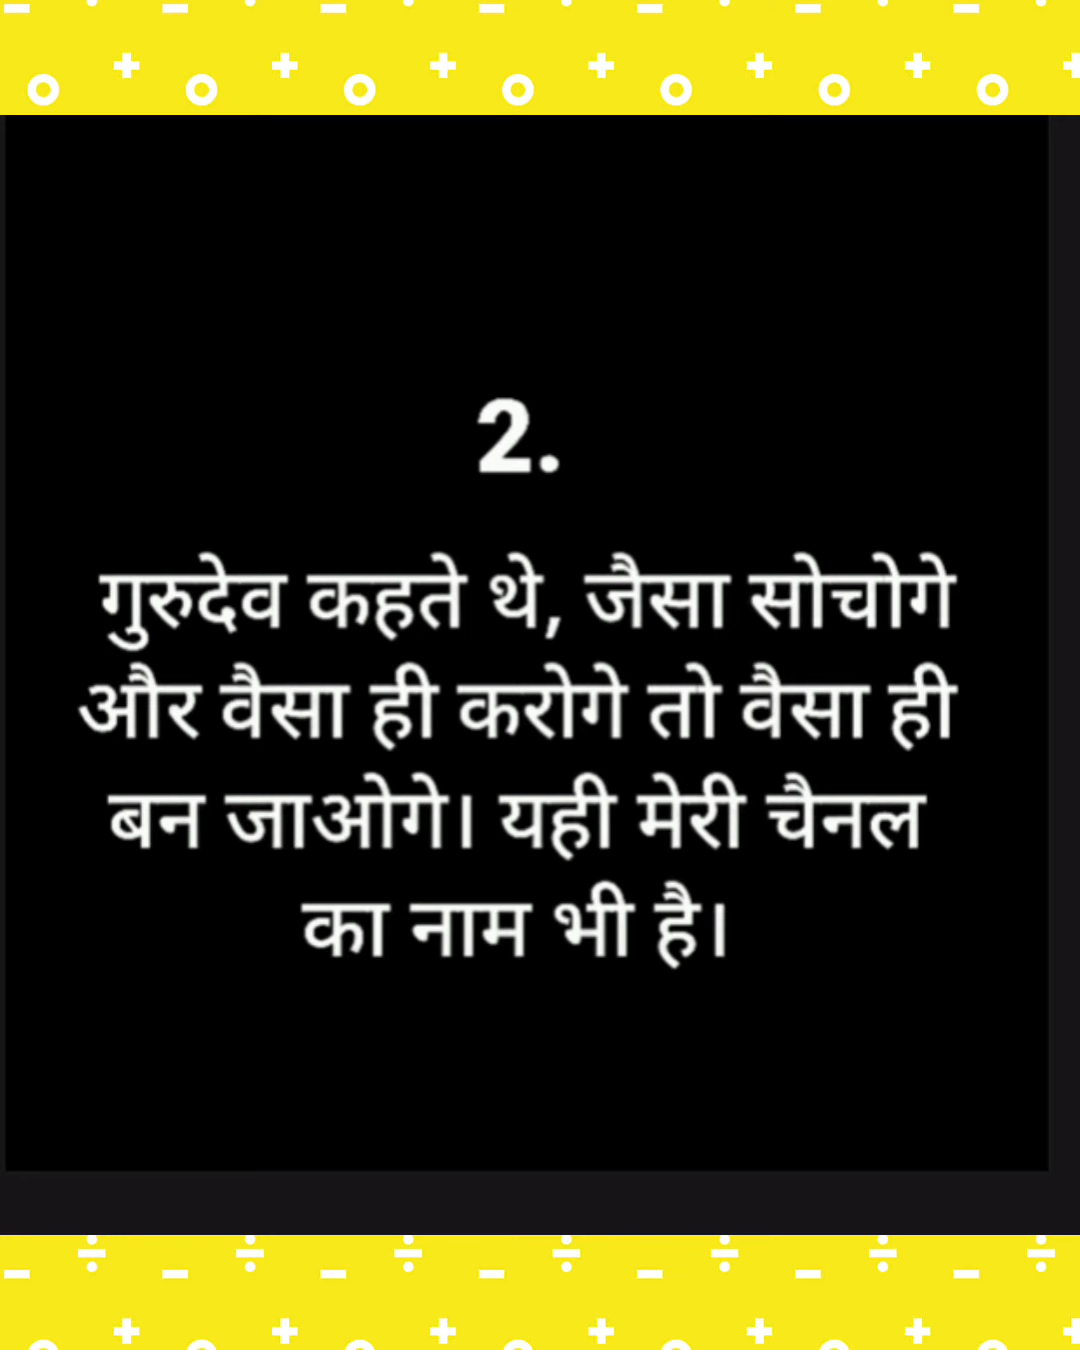 2.
गुरुदेव कहते थे, जैसा सोचोगे
और वैसा ही करोगे तो वैसा ही
बन जाओगे। यही मेरी चैनल
का नाम भी है।